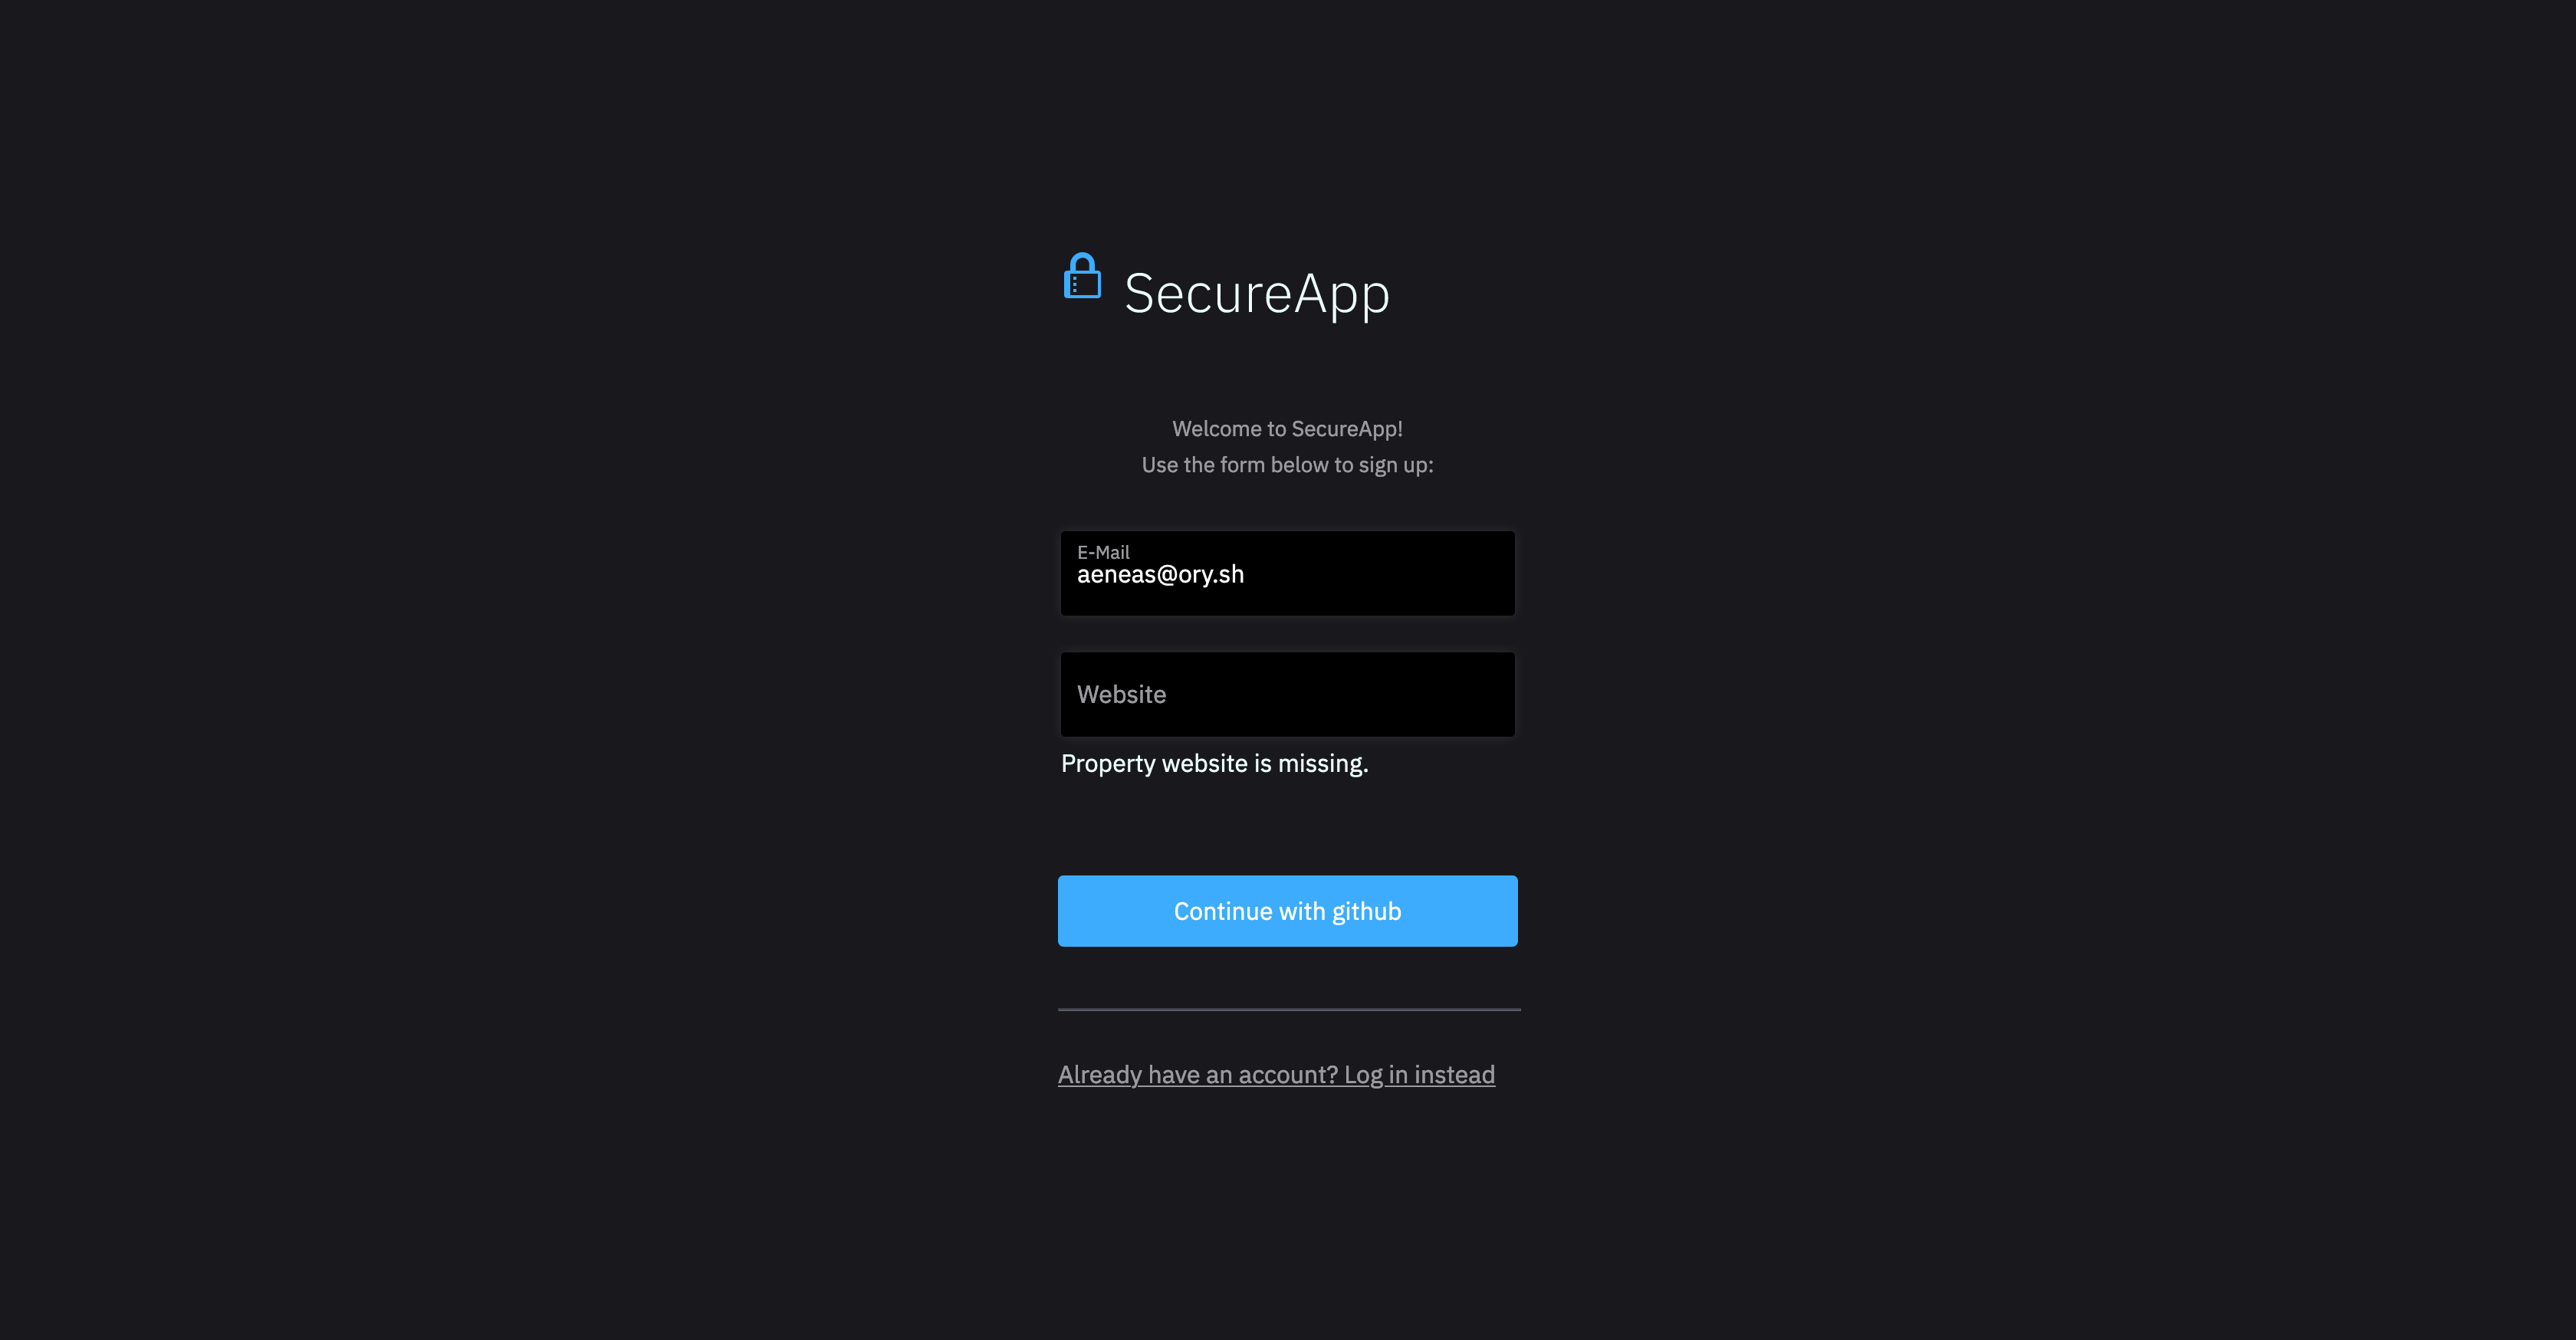 SecureApp
Welcome to SecureApp!
Use the form below to sign up:
E-Mail
aeneas@ory.sh
Website
Property website is missing.
Continue with github
Already have an account? Log in instead